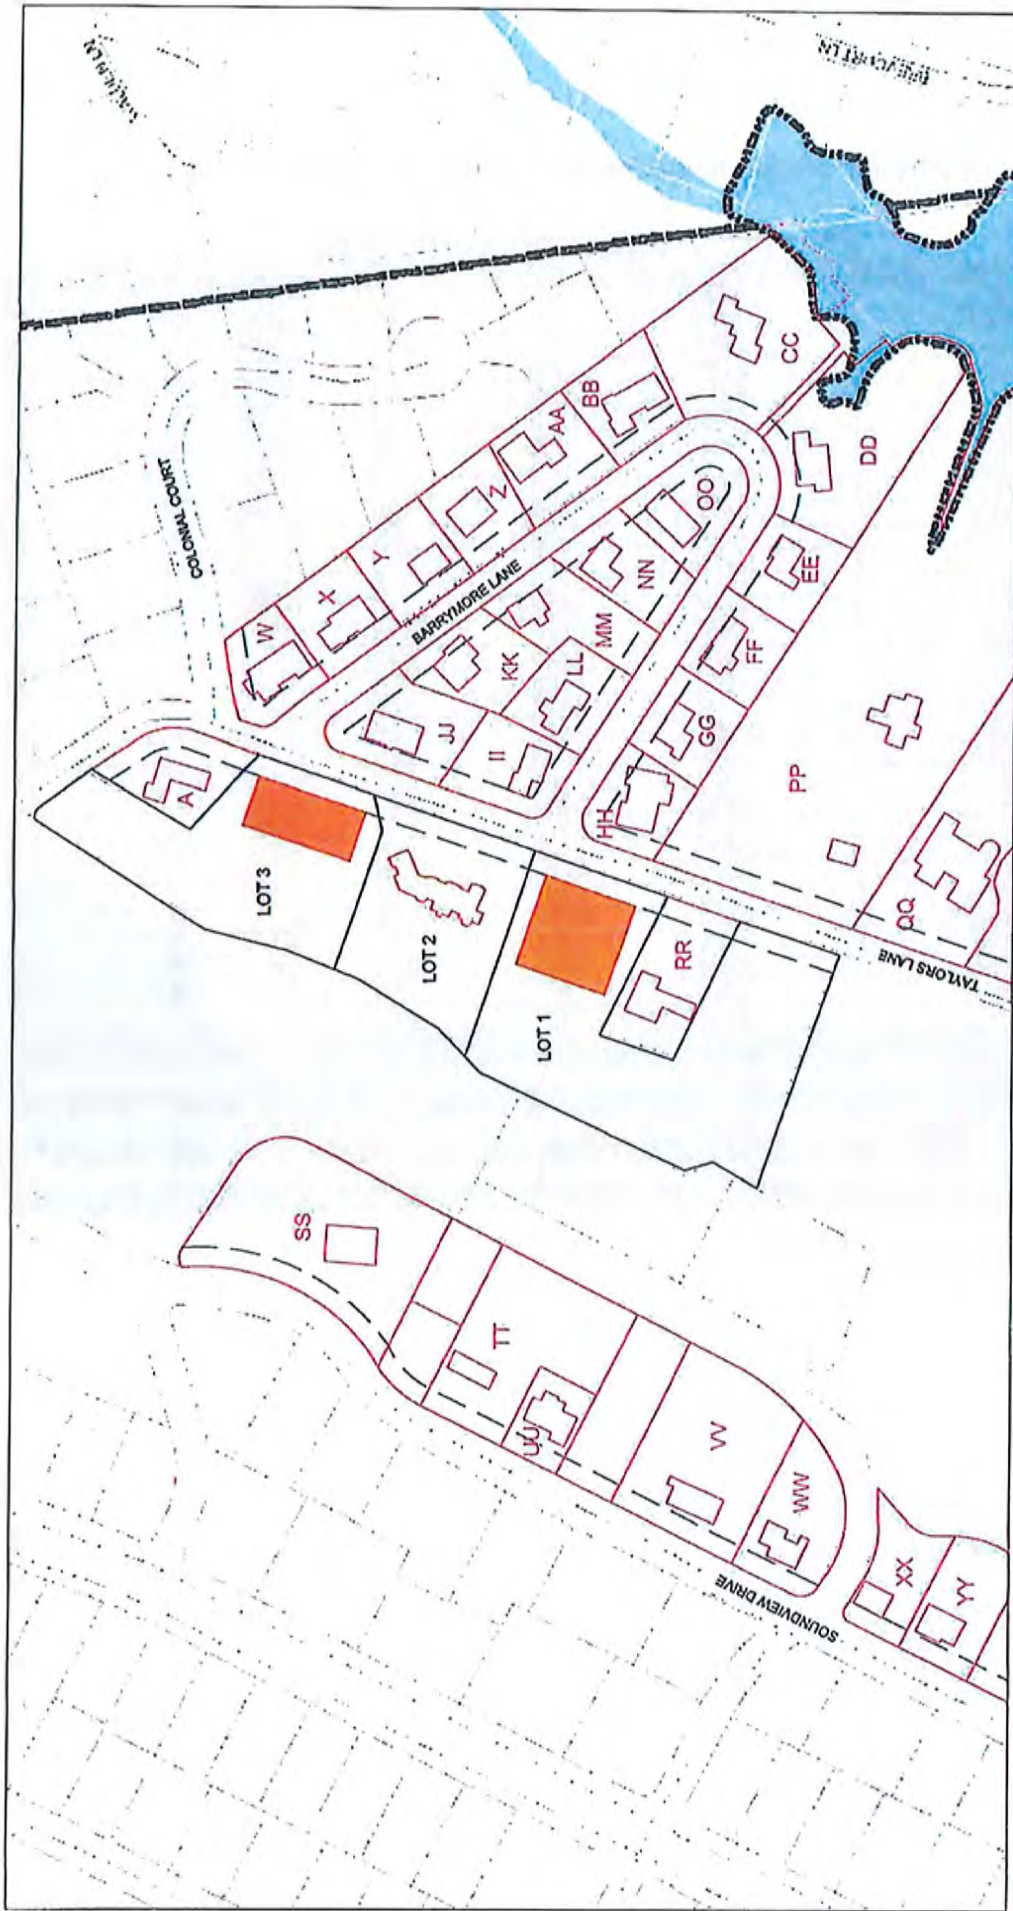 COLONIAL COURT
W
X
Y
Z
AA
BB
CC
BARRYMORE LANE
A
LOT 3
JJ
KK
II
LL
MM
NN
OO
DD
EE
FF
GG
HH
LOT 2
LOT 1
RR
PP
QQ
TAYLORS LANE
SS
TT
UU
VV
WW
SOUNDVIEW DRIVE
XX
YY